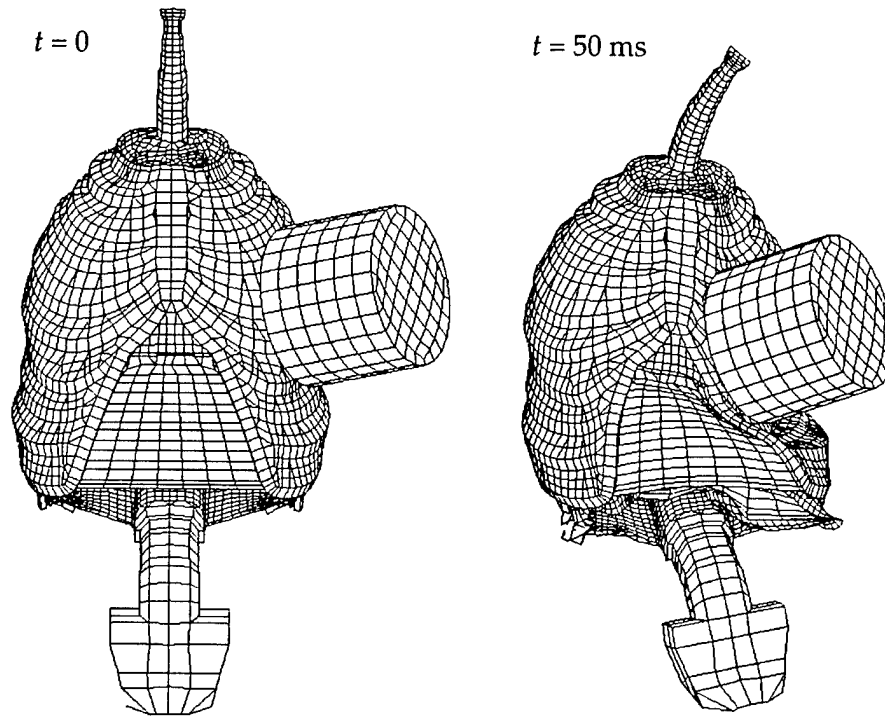 t = 0
t = 50 ms